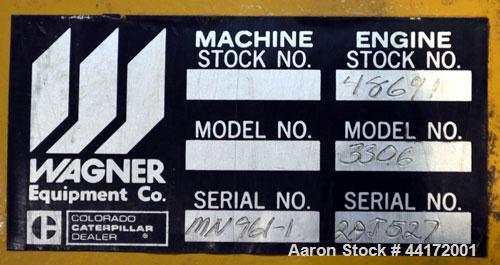 MACHINE
STOCK NO.
ENGINE
STOCK NO.
48691
MODEL NO.
MODEL NO.
3306
WAGNER
Equipment Co.
SERIAL NO.
MN961-1
SERIAL NO.
2AJ527
C
COLORADO
CATERPILLAR
DEALER
®
Aaron Stock # 44172001